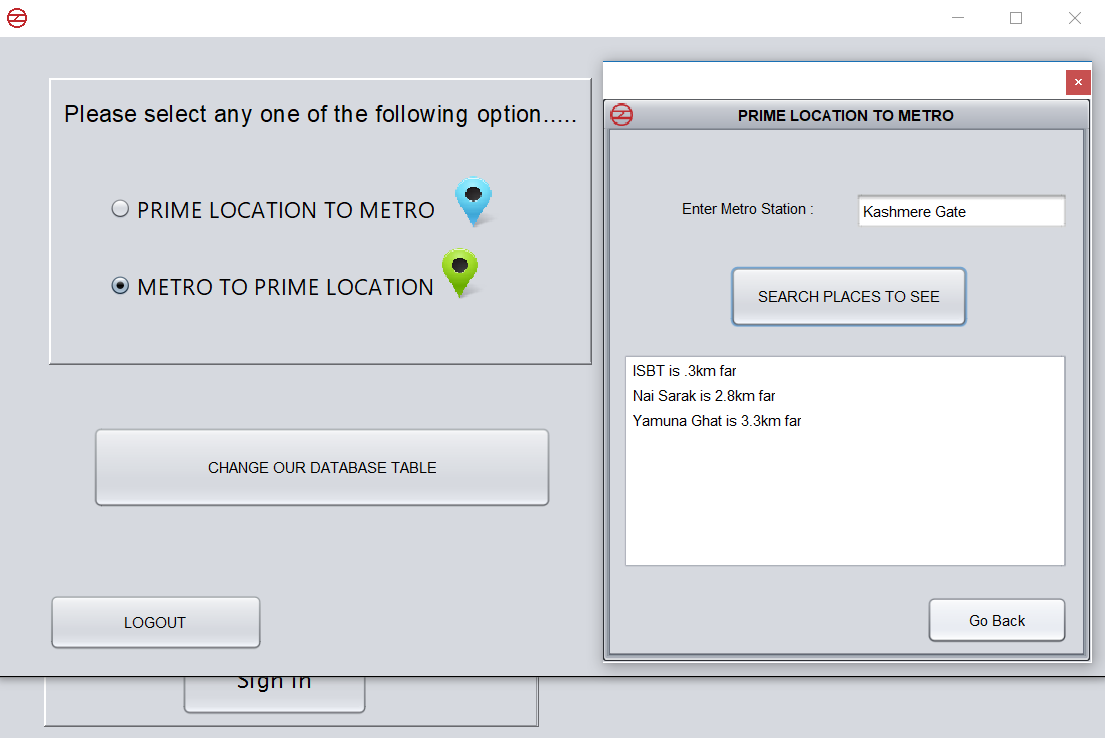 Please select any one of the following option.....
PRIME LOCATION TO METRO
METRO TO PRIME LOCATION
CHANGE OUR DATABASE TABLE
LOGOUT
Sign In
PRIME LOCATION TO METRO
Enter Metro Station :
Kashmere Gate
SEARCH PLACES TO SEE
ISBT is .3km far
Nai Sarak is 2.8km far
Yamuna Ghat is 3.3km far
Go Back